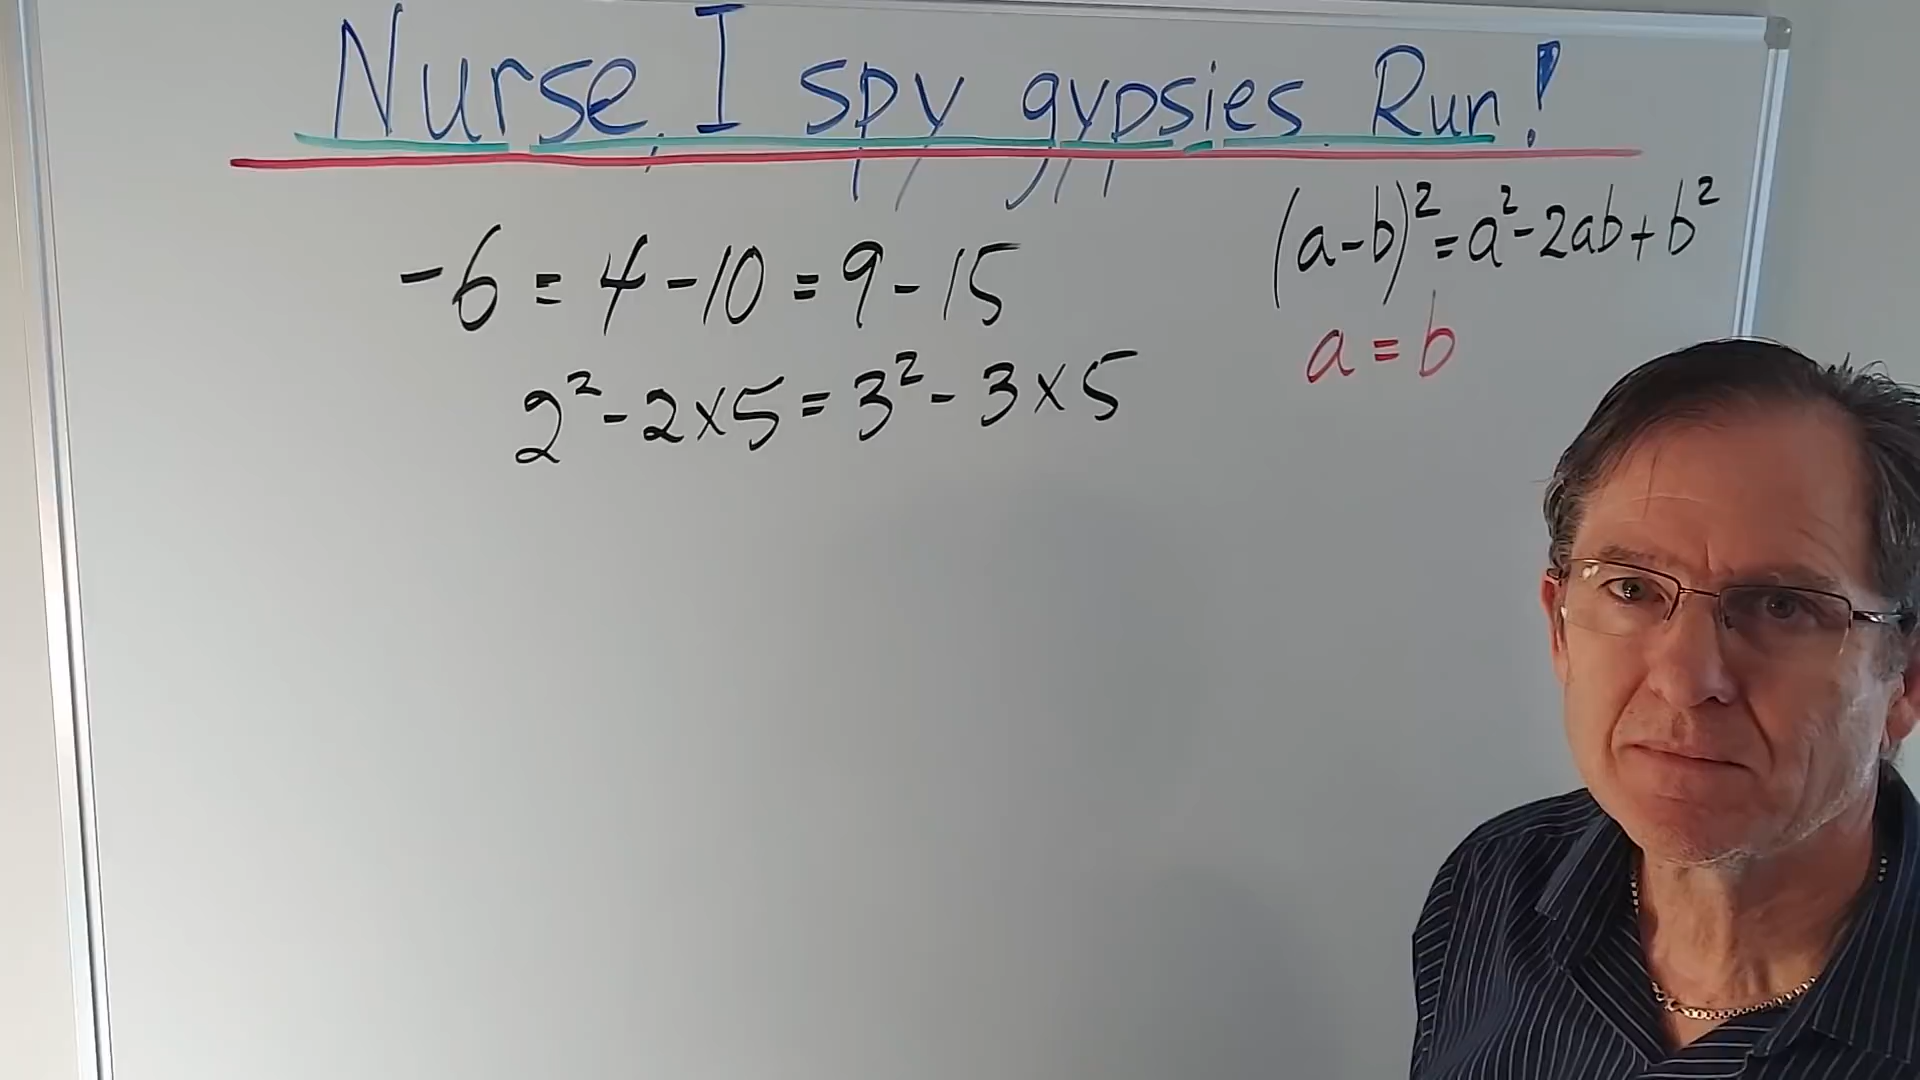 Nurse, I spy gypsies. Run!
-6 = 4 - 10 = 9 - 15
(a-b)² = a² - 2ab + b²
a = b
2² - 2 × 5 = 3² - 3 × 5